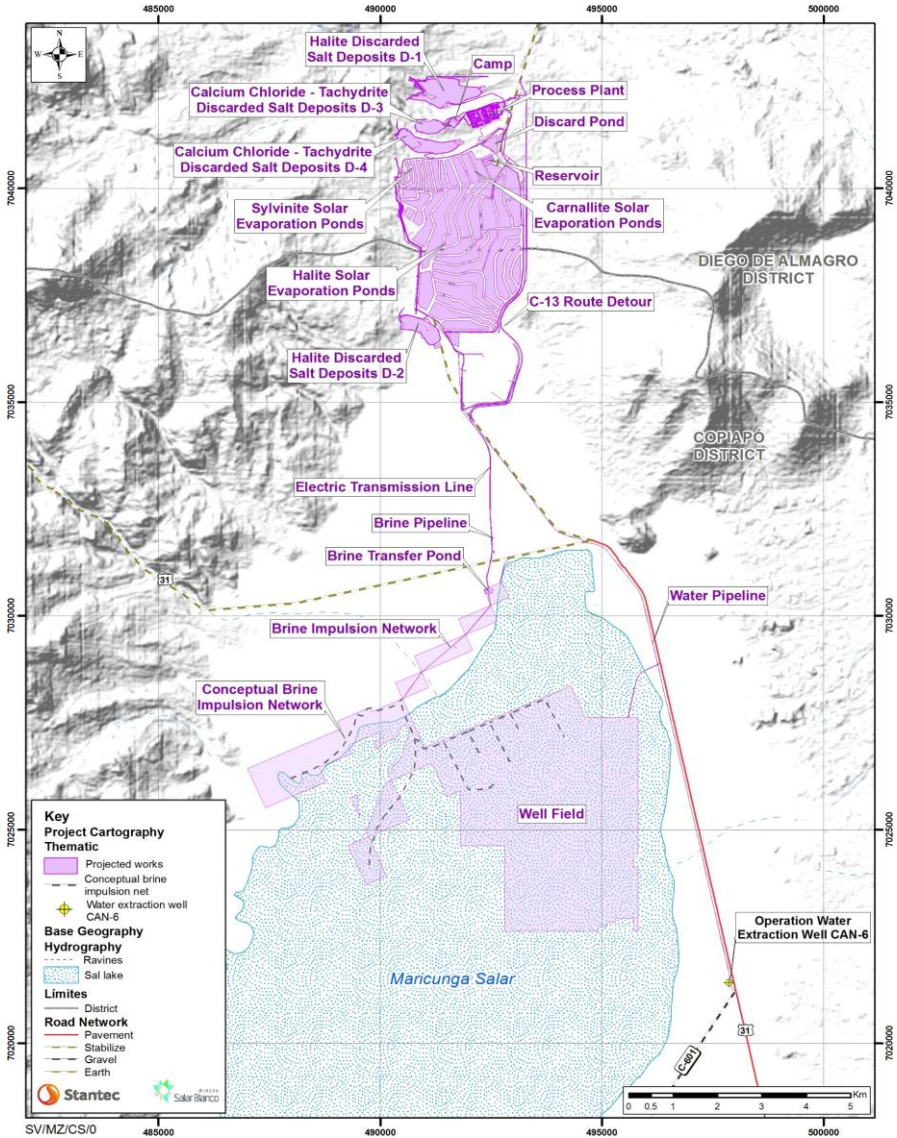 485000
490000
495000
500000
N
W E
S
Halite Discarded
Salt Deposits D-1
Camp
Calcium Chloride - Tachydrite
Discarded Salt Deposits D-3
Process Plant
Discard Pond
Calcium Chloride - Tachydrite
Discarded Salt Deposits D-4
Reservoir
7040000
7040000
Sylvinite Solar
Evaporation Ponds
Carnallite Solar
Evaporation Ponds
DIEGO DE ALMAGRO
DISTRICT
Halite Solar
Evaporation Ponds
C-13 Route Detour
Halite Discarded
Salt Deposits D-2
7035000
7035000
COPIAPÓ
DISTRICT
Electric Transmission Line
Brine Pipeline
Brine Transfer Pond
31
Water Pipeline
7030000
7030000
Brine Impulsion Network
Conceptual Brine
Impulsion Network
Well Field
7025000
7025000
Key
Project Cartography
Thematic
Projected works
Conceptual brine
impulsion net
Water extraction well
CAN-6
Base Geography
Hydrography
Ravines
Sal lake
Limites
District
Road Network
Pavement
Stabilize
Gravel
Earth
Stantec
Salar Blanco
Operation Water
Extraction Well CAN-6
Maricunga Salar
7020000
7020000
31
C-601
Km
0 0.5 1 2 3 4 5
SV/MZ/CS/0
485000
490000
495000
500000